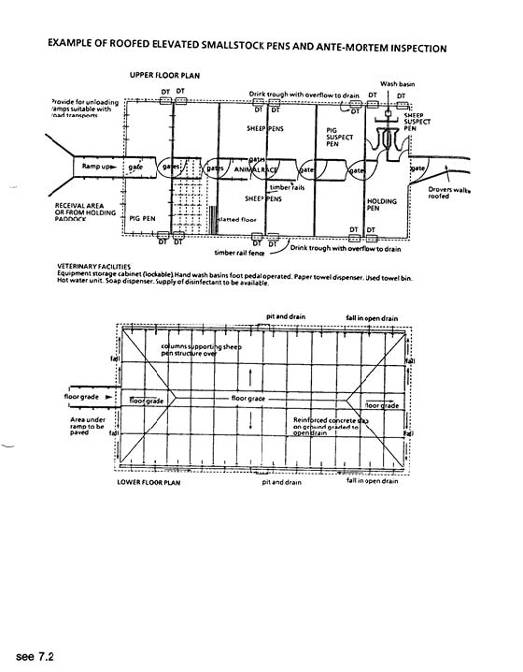 EXAMPLE OF ROOFED ELEVATED SMALLSTOCK PENS AND ANTE-MORTEM INSPECTION
UPPER FLOOR PLAN
Wash basin
DT DT
Drink trough with overflow to drain
DT DT
Provide for unloading
ramps suitable with
road transports
DT DT
DT
SHEEP
SUSPECT
PEN
SHEEP PENS
PIG
SUSPECT
PEN
Ramp up
gate
gates
gates
gates
ANIMAL RACE
gate
gate
gate
timber rails
Drovers walk
roofed
RECEIVAL AREA
OR FROM HOLDING
PADDOCK
PIG PEN
SHEEP PENS
HOLDING
PEN
slatted floor
DT DT
DT DT
DT DT
timber rail fence
Drink trough with overflow to drain
VETERINARY FACILITIES
Equipment storage cabinet (lockable) Hand wash basins foot pedal operated. Paper towel dispenser. Used towel bin.
Hot water unit. Soap dispenser. Supply of disinfectant to be available.
pit and drain
fall in open drain
columns supporting sheep
pen structure over
fall
fall
floor grade
floor grade
floor grade
floor grade
Area under
ramp to be
paved
fall
Reinforced concrete slab
on ground graded to
open drain
fall
LOWER FLOOR PLAN
pit and drain
fall in open drain
see 7.2